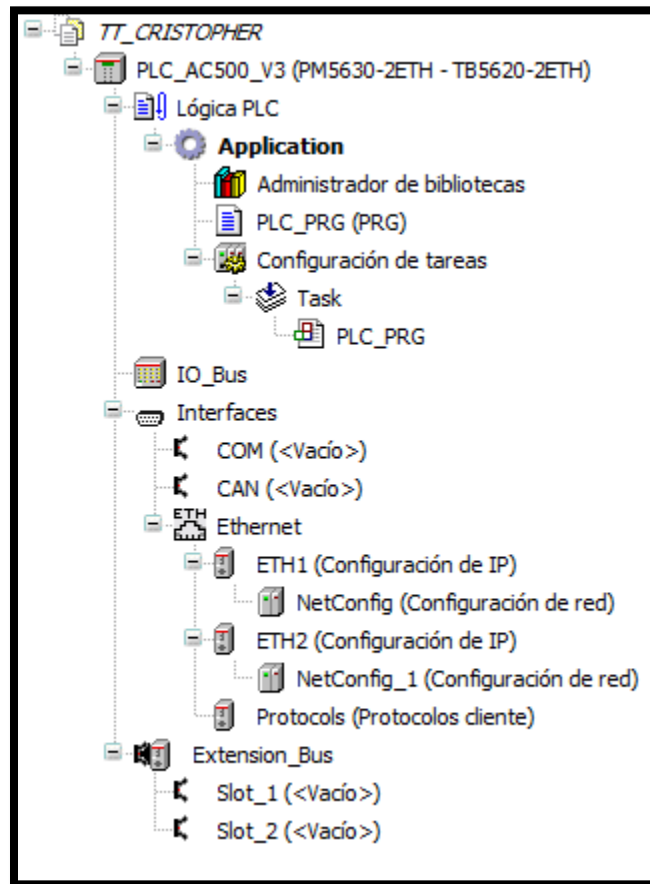 TT_CRISTOPHER
PLC_AC500_V3 (PM5630-2ETH - TB5620-2ETH)
Lógica PLC
Application
Administrador de bibliotecas
PLC_PRG (PRG)
Configuración de tareas
Task
PLC_PRG
IO_Bus
Interfaces
COM (<Vacío>)
CAN (<Vacío>)
ETH
Ethernet
ETH1 (Configuración de IP)
NetConfig (Configuración de red)
ETH2 (Configuración de IP)
NetConfig_1 (Configuración de red)
Protocols (Protocolos cliente)
Extension_Bus
Slot_1 (<Vacío>)
Slot_2 (<Vacío>)